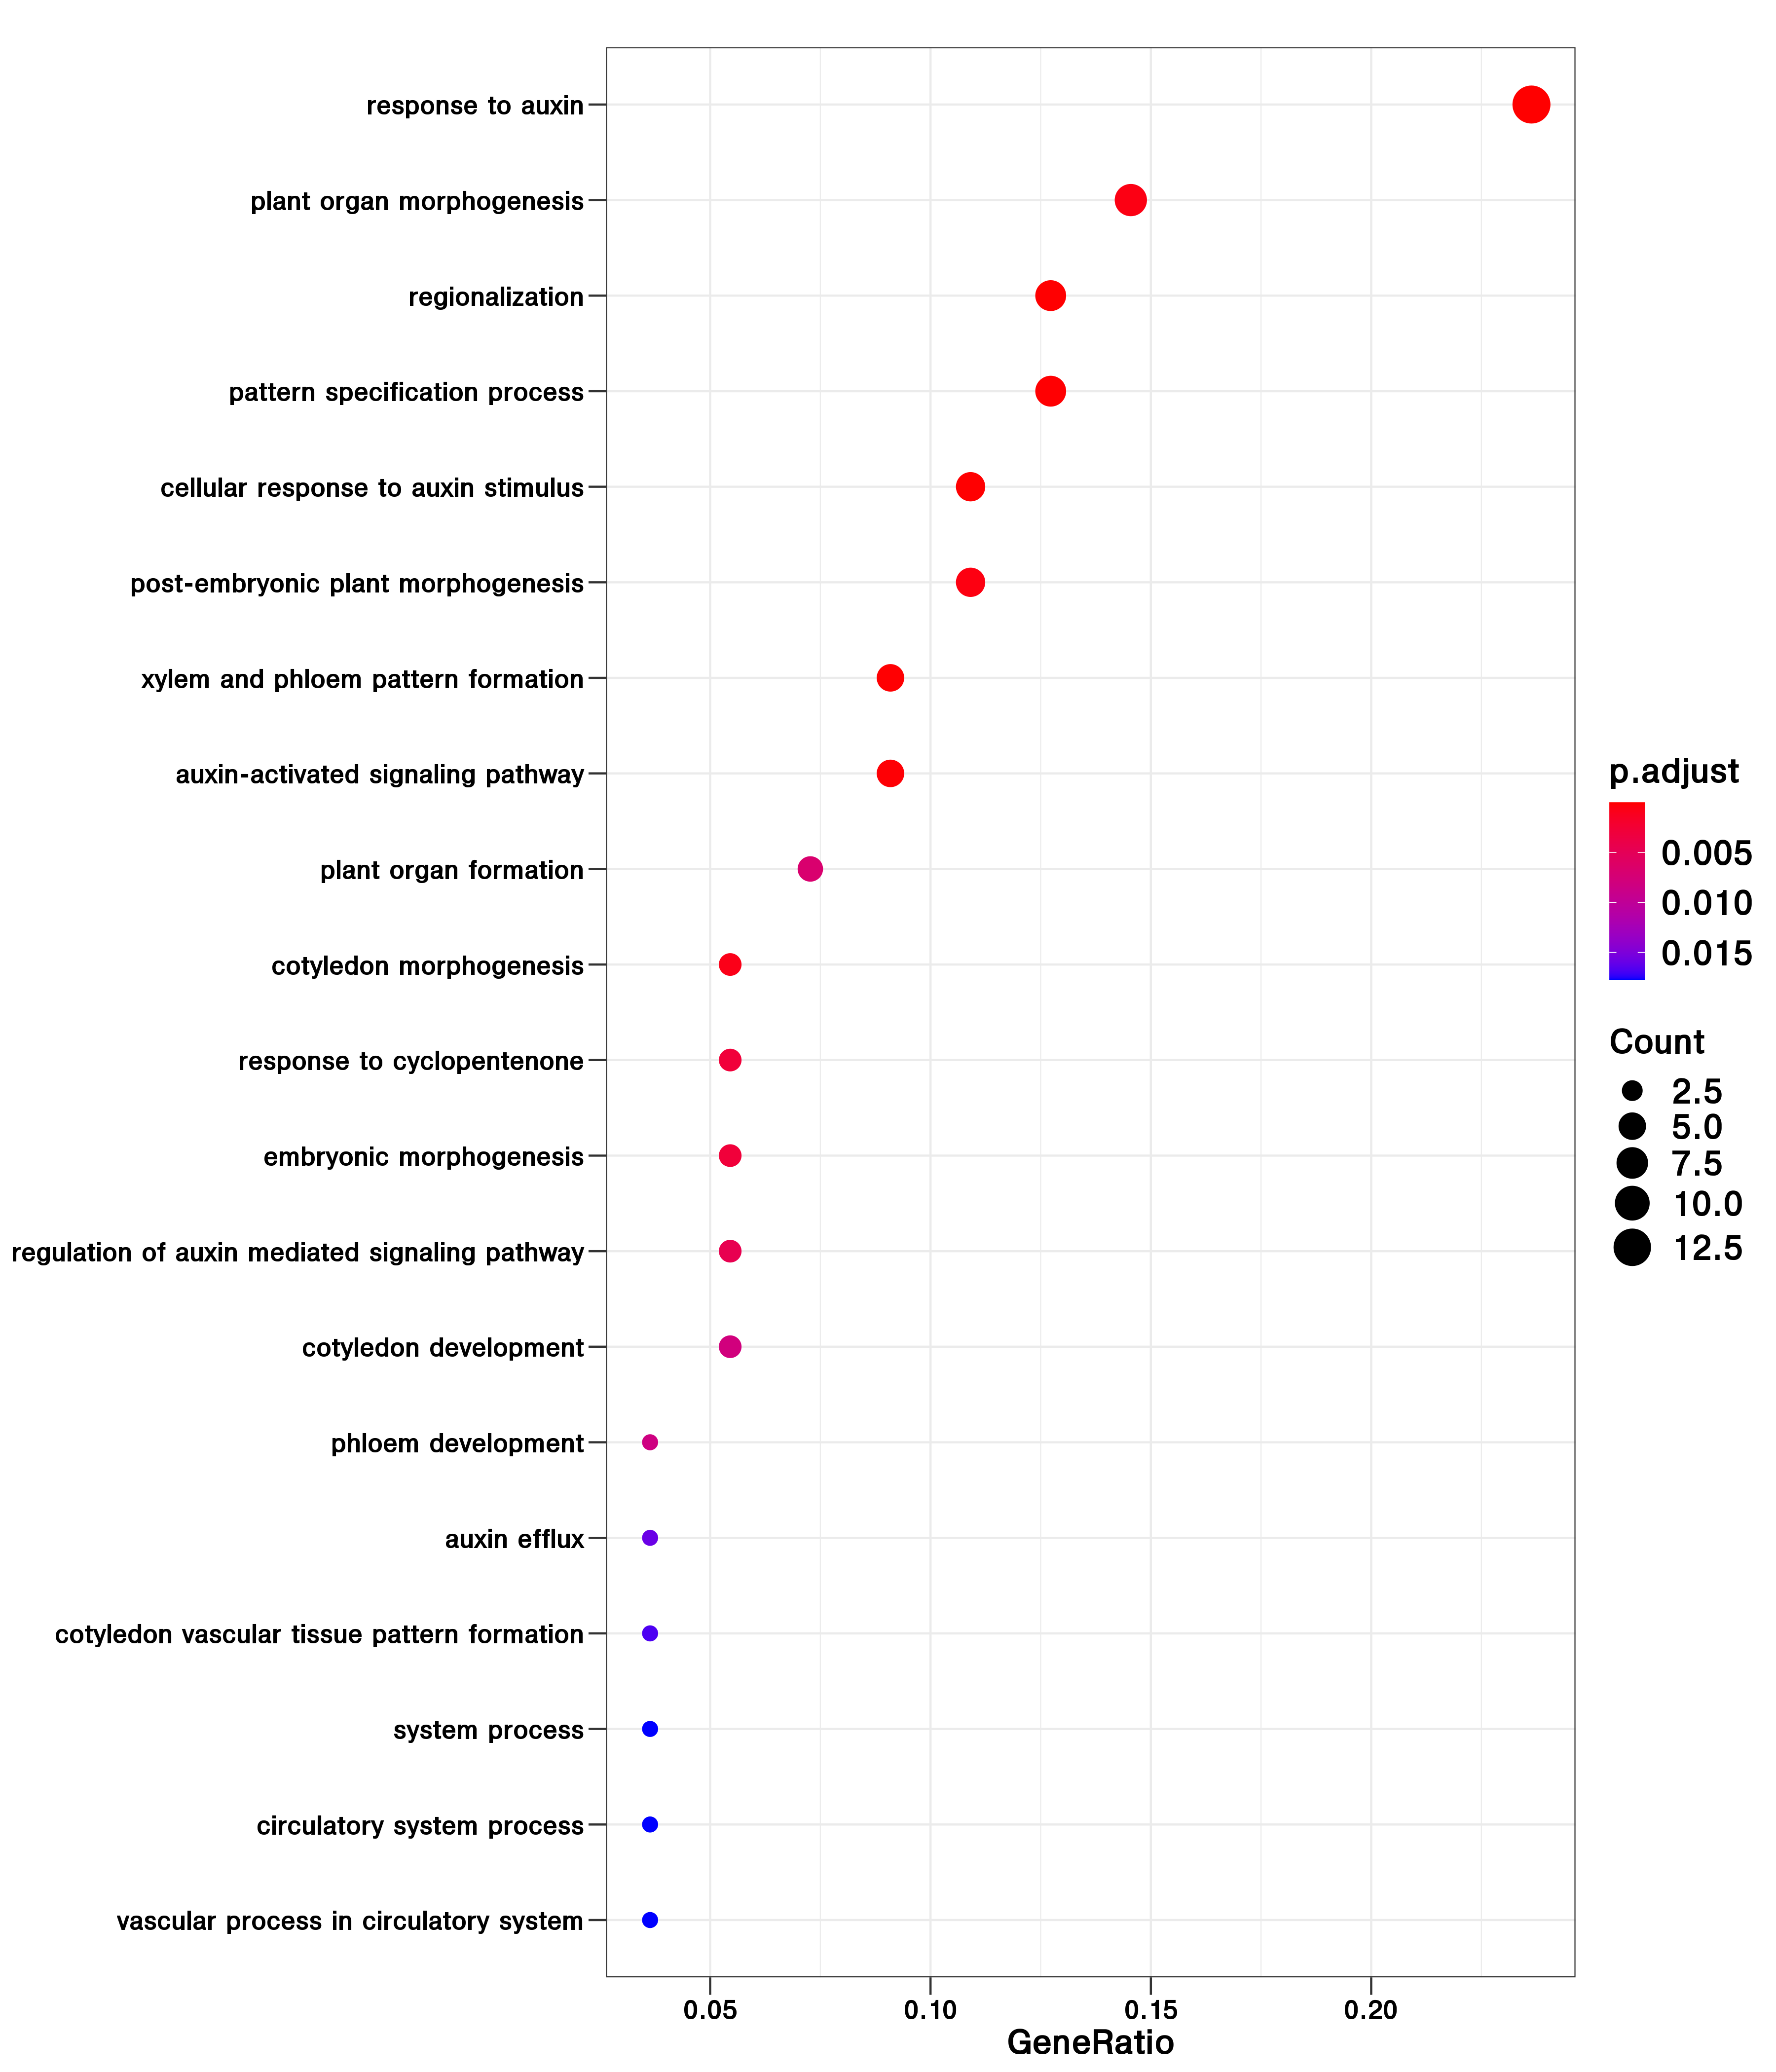 response to auxin
plant organ morphogenesis
regionalization
pattern specification process
cellular response to auxin stimulus
post-embryonic plant morphogenesis
xylem and phloem pattern formation
auxin-activated signaling pathway
plant organ formation
cotyledon morphogenesis
response to cyclopentenone
embryonic morphogenesis
regulation of auxin mediated signaling pathway
cotyledon development
phloem development
auxin efflux
cotyledon vascular tissue pattern formation
system process
circulatory system process
vascular process in circulatory system
0.05 0.10 0.15 0.20
GeneRatio
p.adjust
0.005
0.010
0.015
Count
2.5
5.0
7.5
10.0
12.5